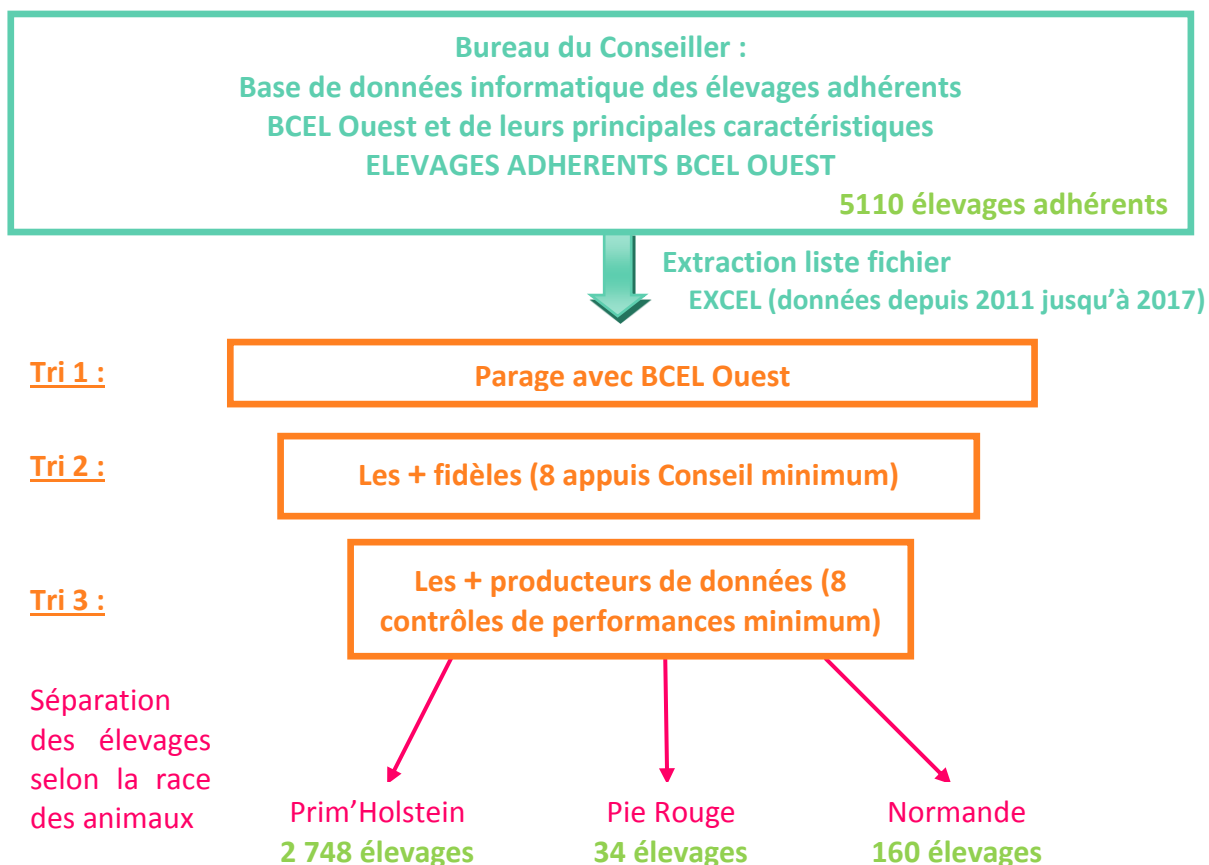 Bureau du Conseiller :
Base de données informatique des élevages adhérents
BCEL Ouest et de leurs principales caractéristiques
ELEVAGES ADHERENTS BCEL OUEST
5110 élevages adhérents
Extraction liste fichier
EXCEL (données depuis 2011 jusqu’à 2017)
Tri 1 :
Parage avec BCEL Ouest
Tri 2 :
Les + fidèles (8 appuis Conseil minimum)
Tri 3 :
Les + producteurs de données (8
contrôles de performances minimum)
Séparation
des élevages
selon la race
des animaux
Prim’Holstein
2 748 élevages
Pie Rouge
34 élevages
Normande
160 élevages